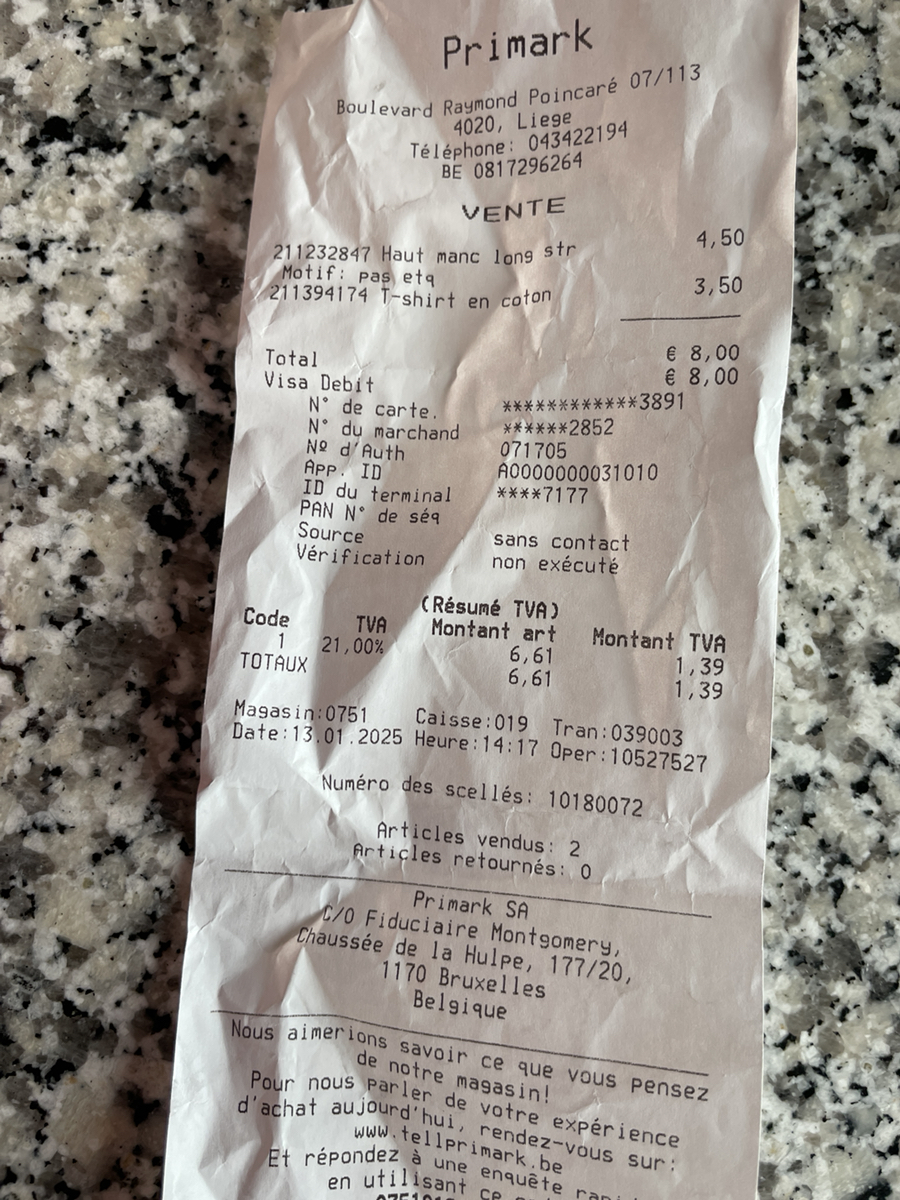 Primark
Boulevard Raymond Poincaré 07/113
4020, Liege
Téléphone: 043422194
BE 0817296264
VENTE
211232847 Haut manc long str 4,50
Motif: pas etq
211394174 T-shirt en coton 3,50
Total € 8,00
Visa Debit € 8,00
N° de carte. ************3891
N° du marchand ******2852
Nº d'Auth 071705
App. ID A0000000031010
ID du terminal ****7177
PAN N° de séq
Source sans contact
Vérification non exécuté
(Résumé TVA)
Code TVA Montant art Montant TVA
1 21,00% 6,61 1,39
TOTAUX 6,61 1,39
Magasin:0751 Caisse:019 Tran:039003
Date:13.01.2025 Heure:14:17 Oper:10527527
Numéro des scellés: 10180072
Articles vendus: 2
Articles retournés: 0
Primark SA
C/O Fiduciaire Montgomery,
Chaussée de la Hulpe, 177/20,
1170 Bruxelles
Belgique
Nous aimerions savoir ce que vous pensez
de notre magasin!
Pour nous parler de votre expérience
d'achat aujourd'hui, rendez-vous sur:
www.tellprimark.be
Et répondez à une enquête
en utilisant ce